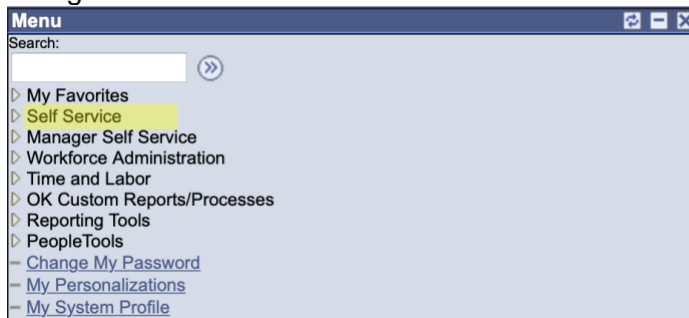 Menu
Search:
My Favorites
Self Service
Manager Self Service
Workforce Administration
Time and Labor
OK Custom Reports/Processes
Reporting Tools
PeopleTools
Change My Password
My Personalizations
My System Profile